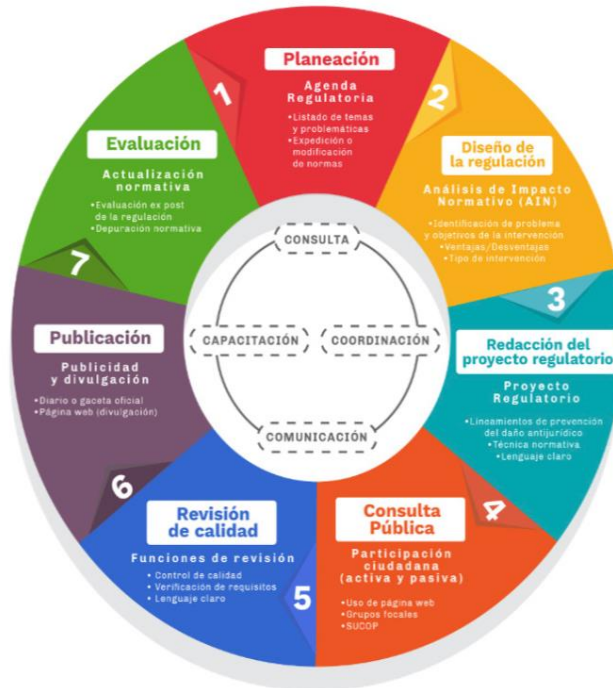 1
Planeación
Agenda
Regulatoria
•Listado de temas
y problemáticas
•Expedición o
modificación
de normas
2
Diseño de
la regulación
Análisis de Impacto
Normativo (AIN)
•Identificación de problema
y objetivos de la intervención
•Ventajas/Desventajas
•Tipo de intervención
3
Redacción del
proyecto regulatorio
Proyecto
Regulatorio
•Lineamientos de prevención
del daño antijurídico
•Técnica normativa
•Lenguaje claro
4
Consulta
Pública
Participación
ciudadana
(activa y pasiva)
•Uso de página web
•Grupos focales
•SUCOP
5
Revisión
de calidad
Funciones de revisión
• Control de calidad
• Verificación de requisitos
• Lenguaje claro
6
Publicación
Publicidad
y divulgación
•Diario o gaceta oficial
•Página web (divulgación)
7
Evaluación
Actualización
normativa
•Evaluación ex post
de la regulación
•Depuración normativa
CONSULTA
CAPACITACIÓN
COORDINACIÓN
COMUNICACIÓN